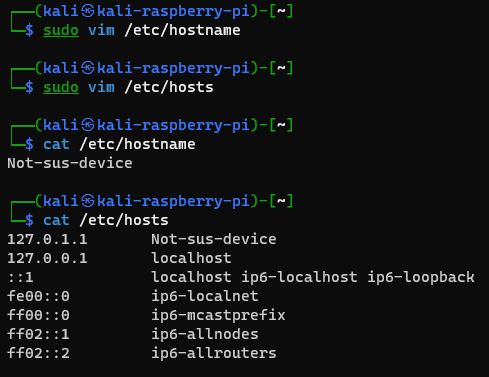 ┌──(kali㉿kali-raspberry-pi)-[~]
└─$ sudo vim /etc/hostname
┌──(kali㉿kali-raspberry-pi)-[~]
└─$ sudo vim /etc/hosts
┌──(kali㉿kali-raspberry-pi)-[~]
└─$ cat /etc/hostname
Not-sus-device
┌──(kali㉿kali-raspberry-pi)-[~]
└─$ cat /etc/hosts
127.0.1.1       Not-sus-device
127.0.0.1       localhost
::1             localhost ip6-localhost ip6-loopback
fe00::0         ip6-localnet
ff00::0         ip6-mcastprefix
ff02::1         ip6-allnodes
ff02::2         ip6-allrouters